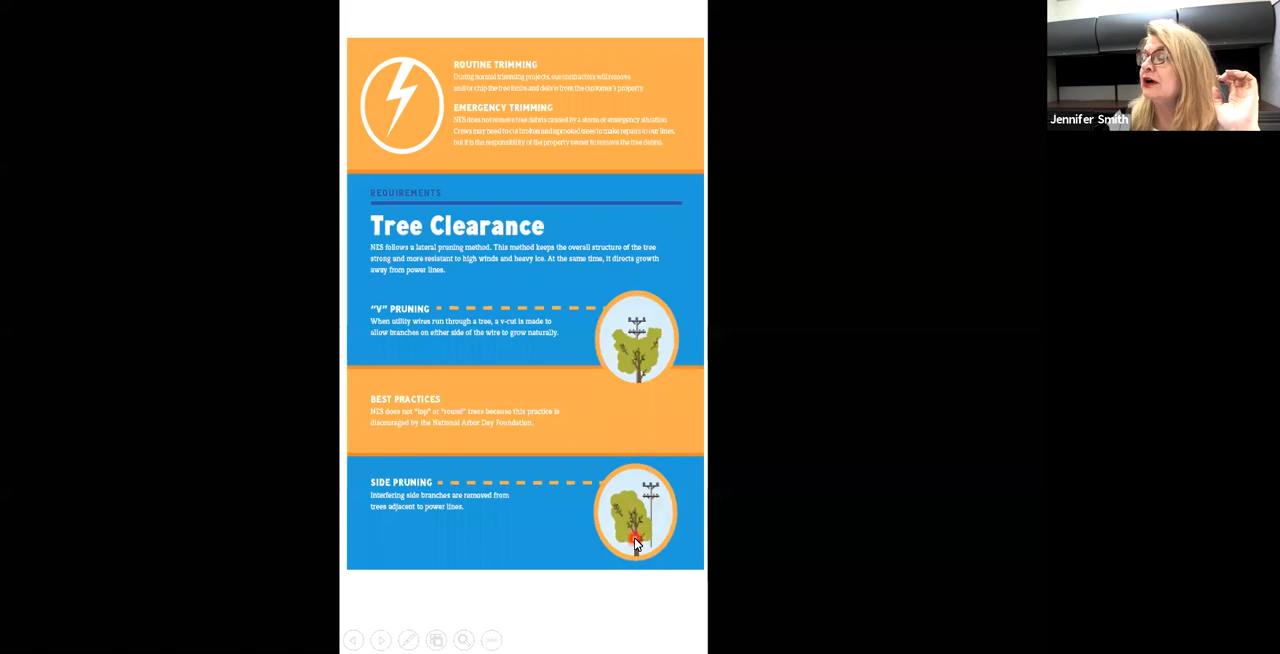 ROUTINE TRIMMING
During normal trimming projects, our contractors will remove
and/or chip the tree limbs and debris from the customer's property.
EMERGENCY TRIMMING
NES does not remove tree debris caused by a storm or emergency situation.
Crews may need to cut broken and uprooted trees to make repairs to our lines,
but it is the responsibility of the property owner to remove the tree debris.
REQUIREMENTS
Tree Clearance
NES follows a lateral pruning method. This method keeps the overall structure of the tree
strong and more resistant to high winds and heavy ice. At the same time, it directs growth
away from power lines.
"V" PRUNING
When utility wires run through a tree, a v-cut is made to
allow branches on either side of the wire to grow naturally.
BEST PRACTICES
NES does not "top" or "round" trees because this practice is
discouraged by the National Arbor Day Foundation.
SIDE PRUNING
Interfering side branches are removed from
trees adjacent to power lines.
Jennifer Smith